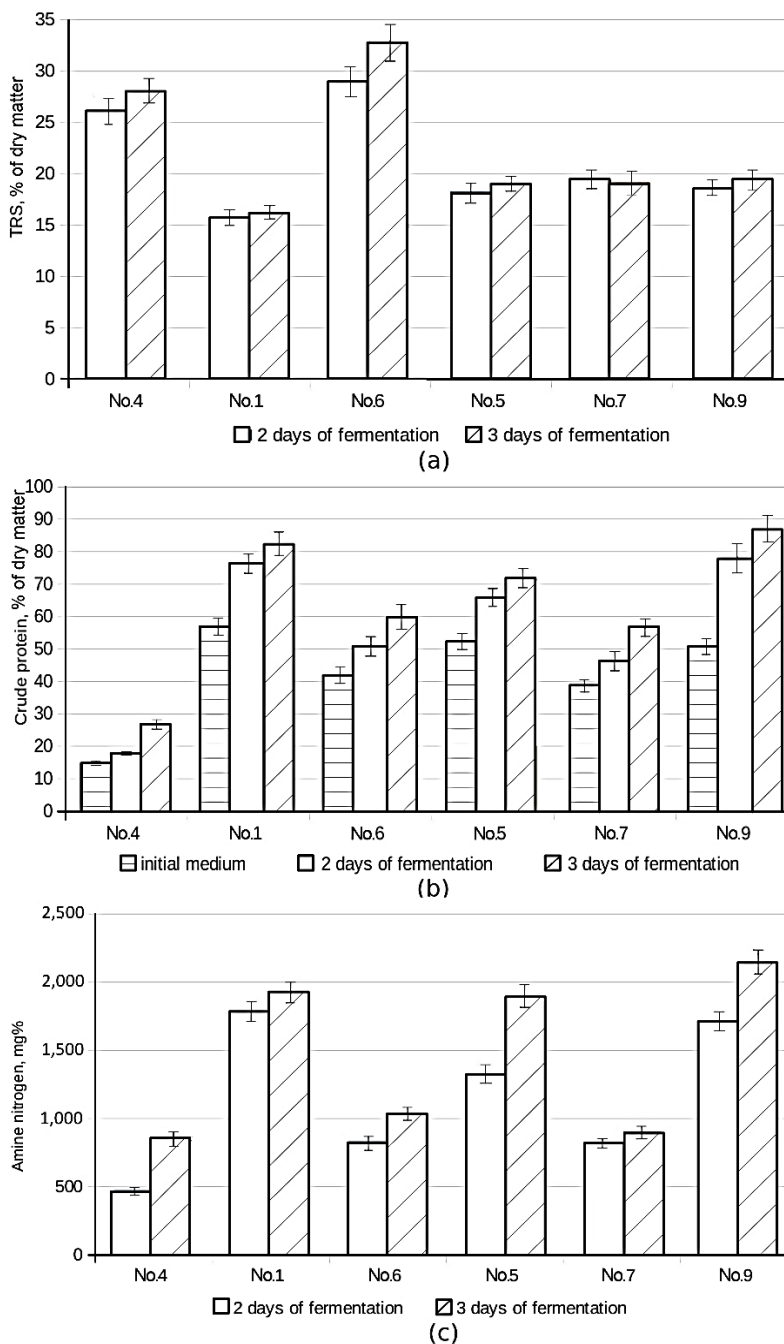 35
30
25
20
15
10
5
0
TRS, % of dry matter
No.4 No.1 No.6 No.5 No.7 No.9
2 days of fermentation 3 days of fermentation
(a)
100
90
80
70
60
50
40
30
20
10
0
Crude protein, % of dry matter
No.4 No.1 No.6 No.5 No.7 No.9
initial medium 2 days of fermentation 3 days of fermentation
(b)
2,500
2,000
1,500
1,000
500
0
Amine nitrogen, mg%
No.4 No.1 No.6 No.5 No.7 No.9
2 days of fermentation 3 days of fermentation
(c)